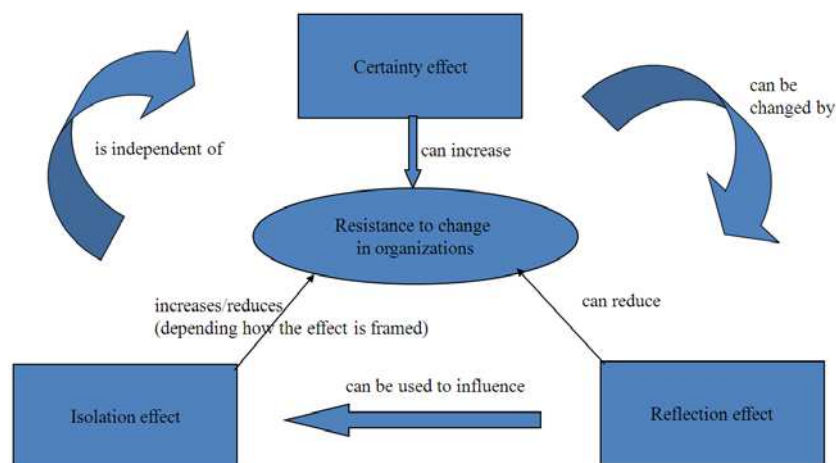 Certainty effect
can be
changed by
is independent of
can increase
Resistance to change
in organizations
increases/reduces
(depending how the effect is framed)
can reduce
can be used to influence
Isolation effect
Reflection effect